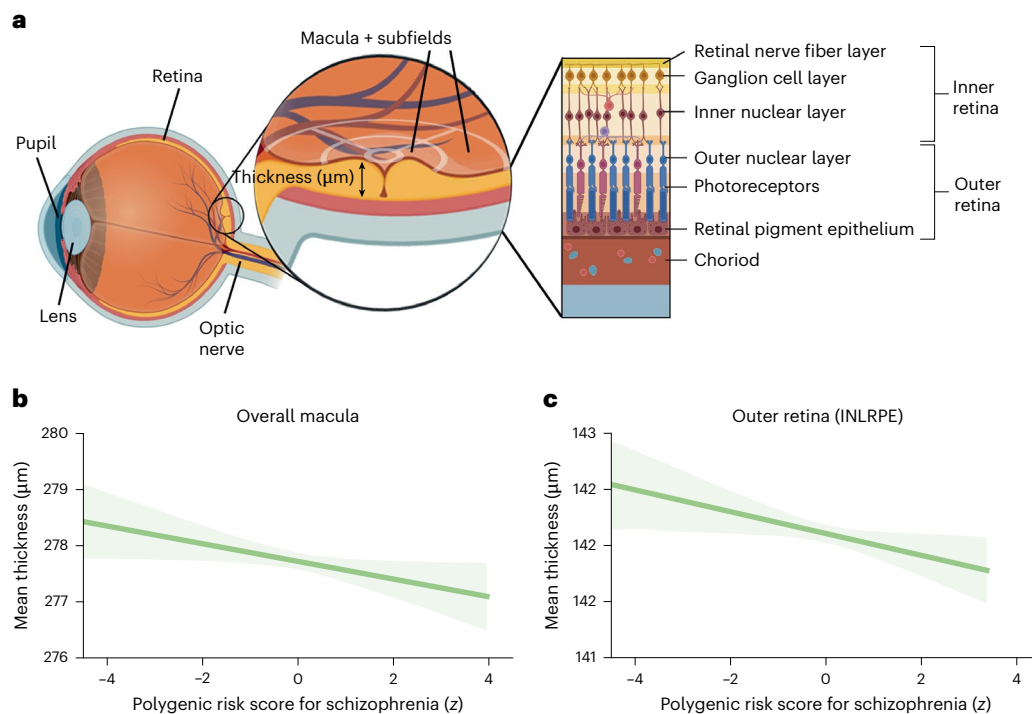 a
Macula + subfields
Retina
Pupil
Thickness (μm)
Lens
Optic
nerve
Retinal nerve fiber layer
Ganglion cell layer
Inner nuclear layer
Outer nuclear layer
Photoreceptors
Retinal pigment epithelium
Choriod
Inner
retina
Outer
retina
b
Overall macula
Mean thickness (μm)
280
279
278
277
276
−4
−2
0
2
4
Polygenic risk score for schizophrenia (z)
c
Outer retina (INLRPE)
Mean thickness (μm)
143
142
142
142
141
−4
−2
0
2
4
Polygenic risk score for schizophrenia (z)